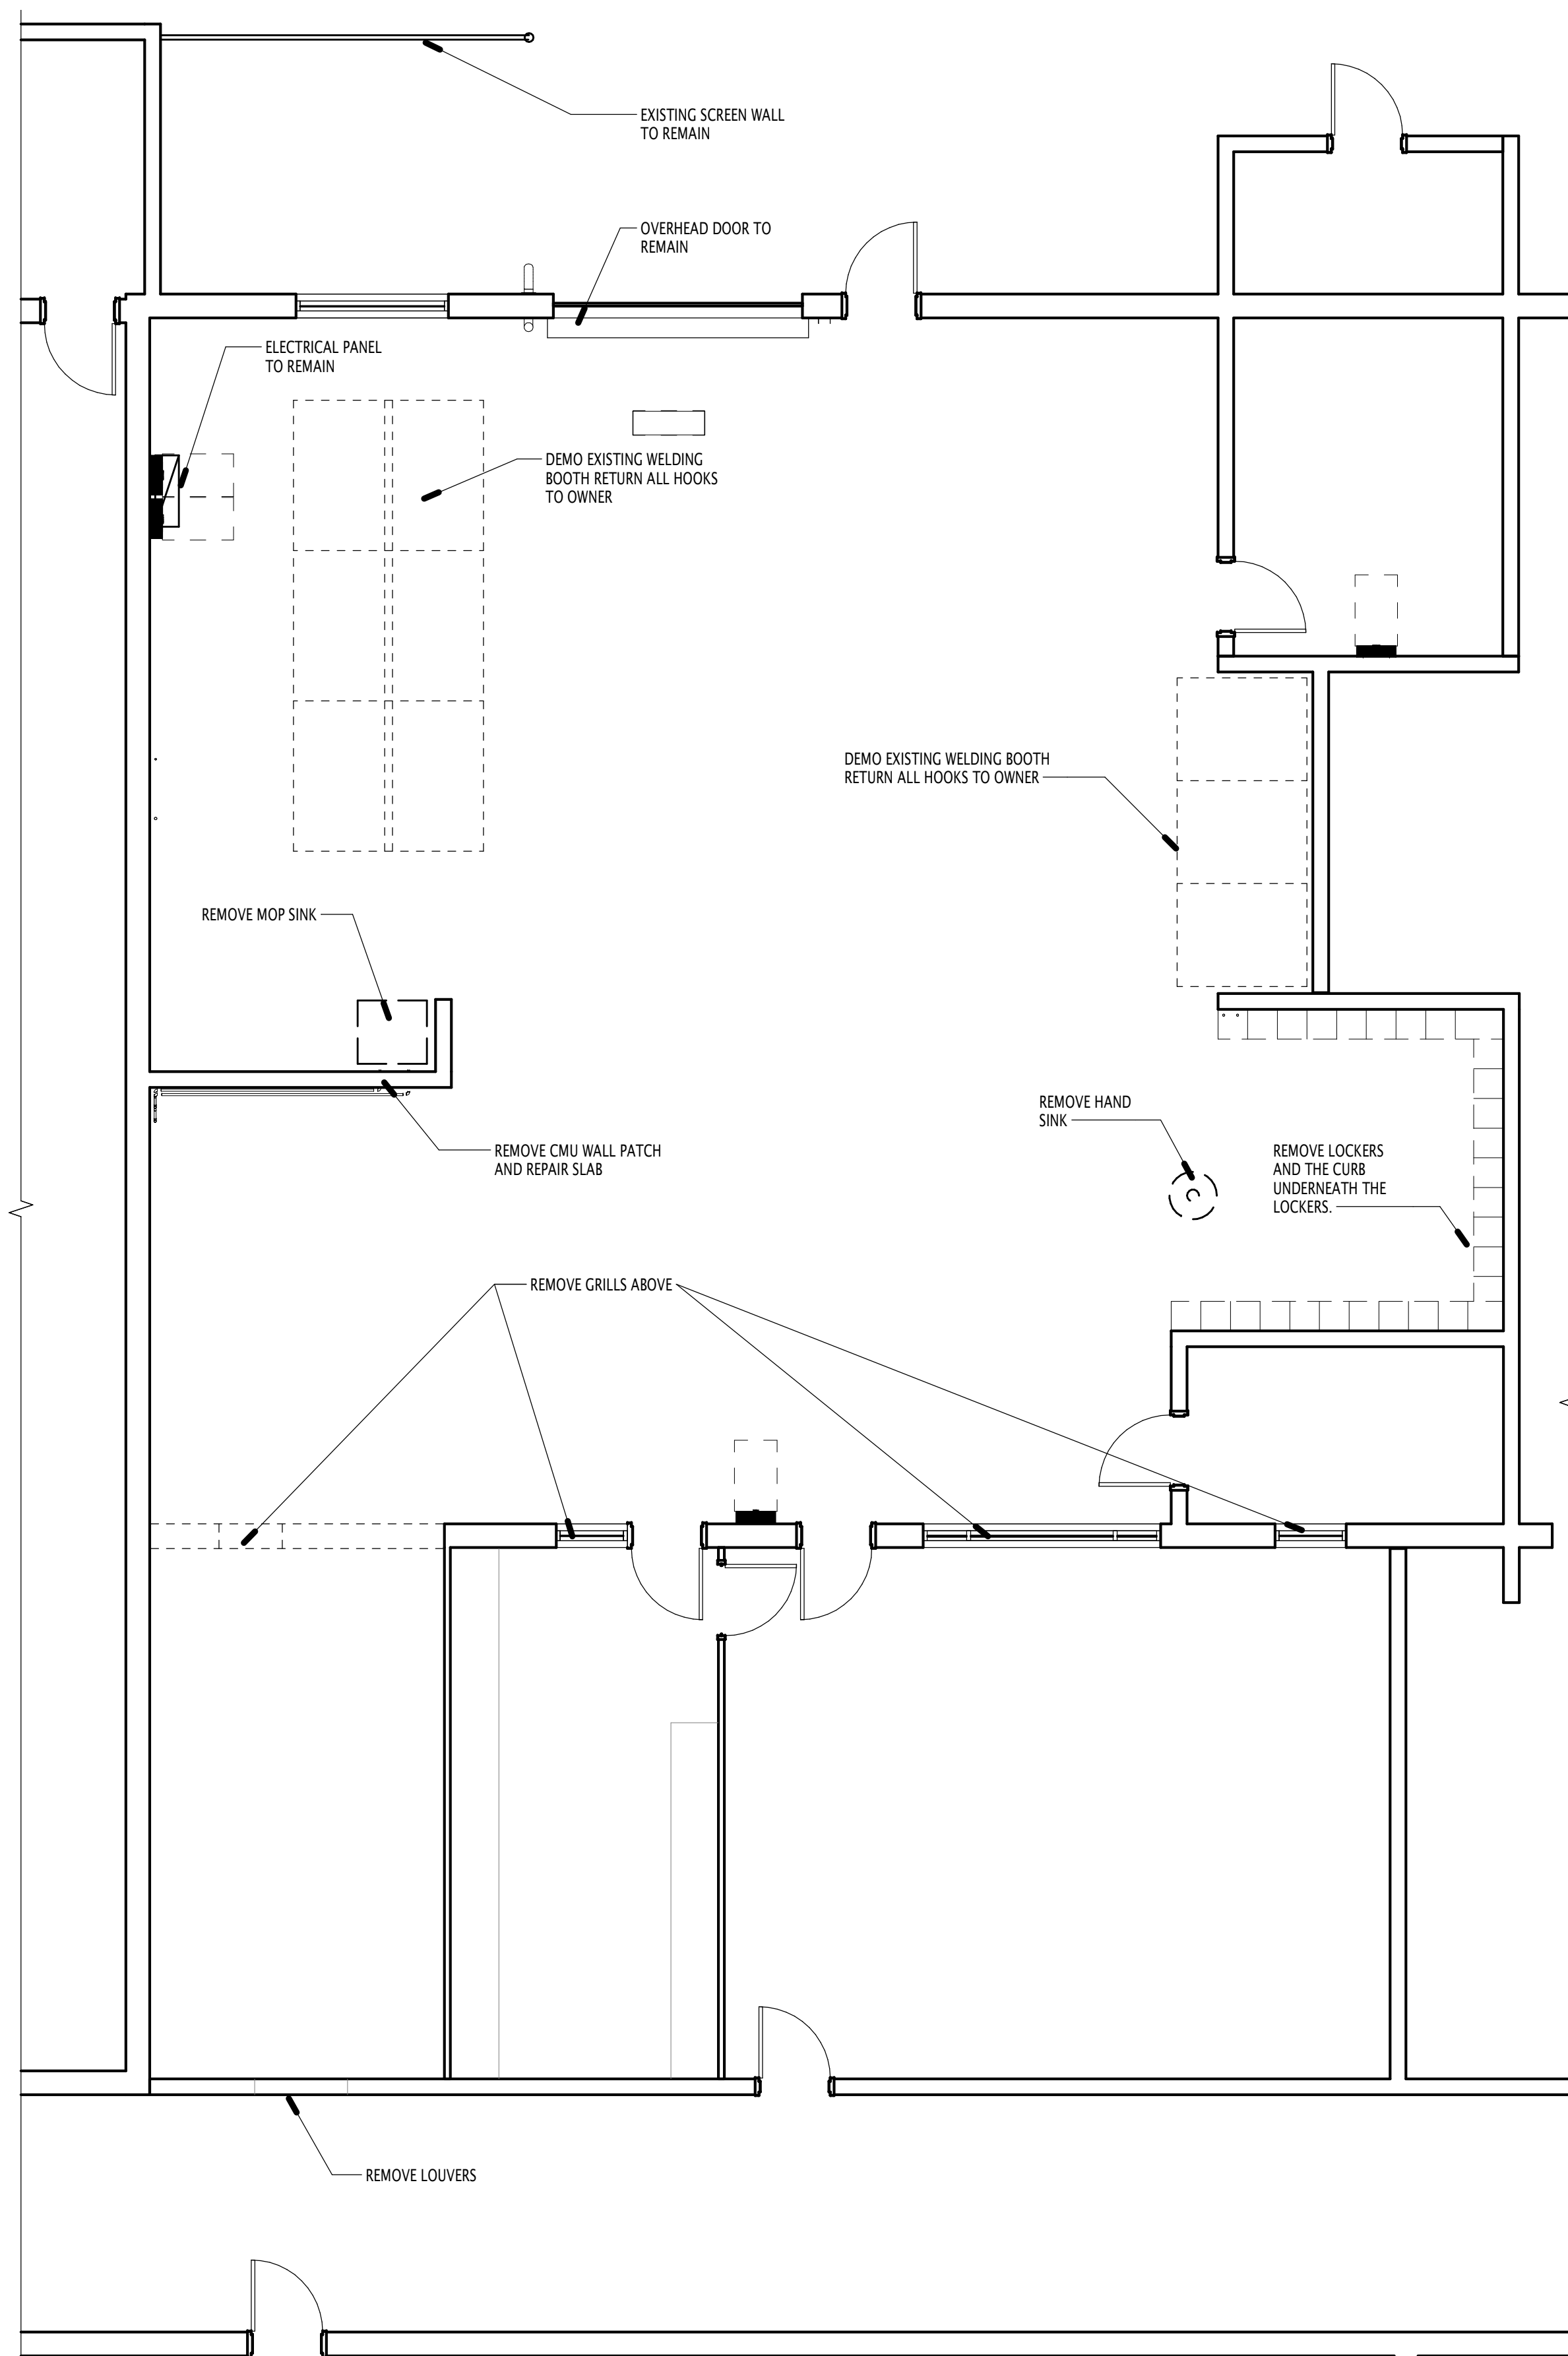 EXISTING SCREEN WALL
TO REMAIN
OVERHEAD DOOR TO
REMAIN
ELECTRICAL PANEL
TO REMAIN
DEMO EXISTING WELDING
BOOTH RETURN ALL HOOKS
TO OWNER
DEMO EXISTING WELDING BOOTH
RETURN ALL HOOKS TO OWNER
REMOVE MOP SINK
REMOVE HAND
SINK
REMOVE CMU WALL PATCH
AND REPAIR SLAB
REMOVE LOCKERS
AND THE CURB
UNDERNEATH THE
LOCKERS.
REMOVE GRILLS ABOVE
REMOVE LOUVERS